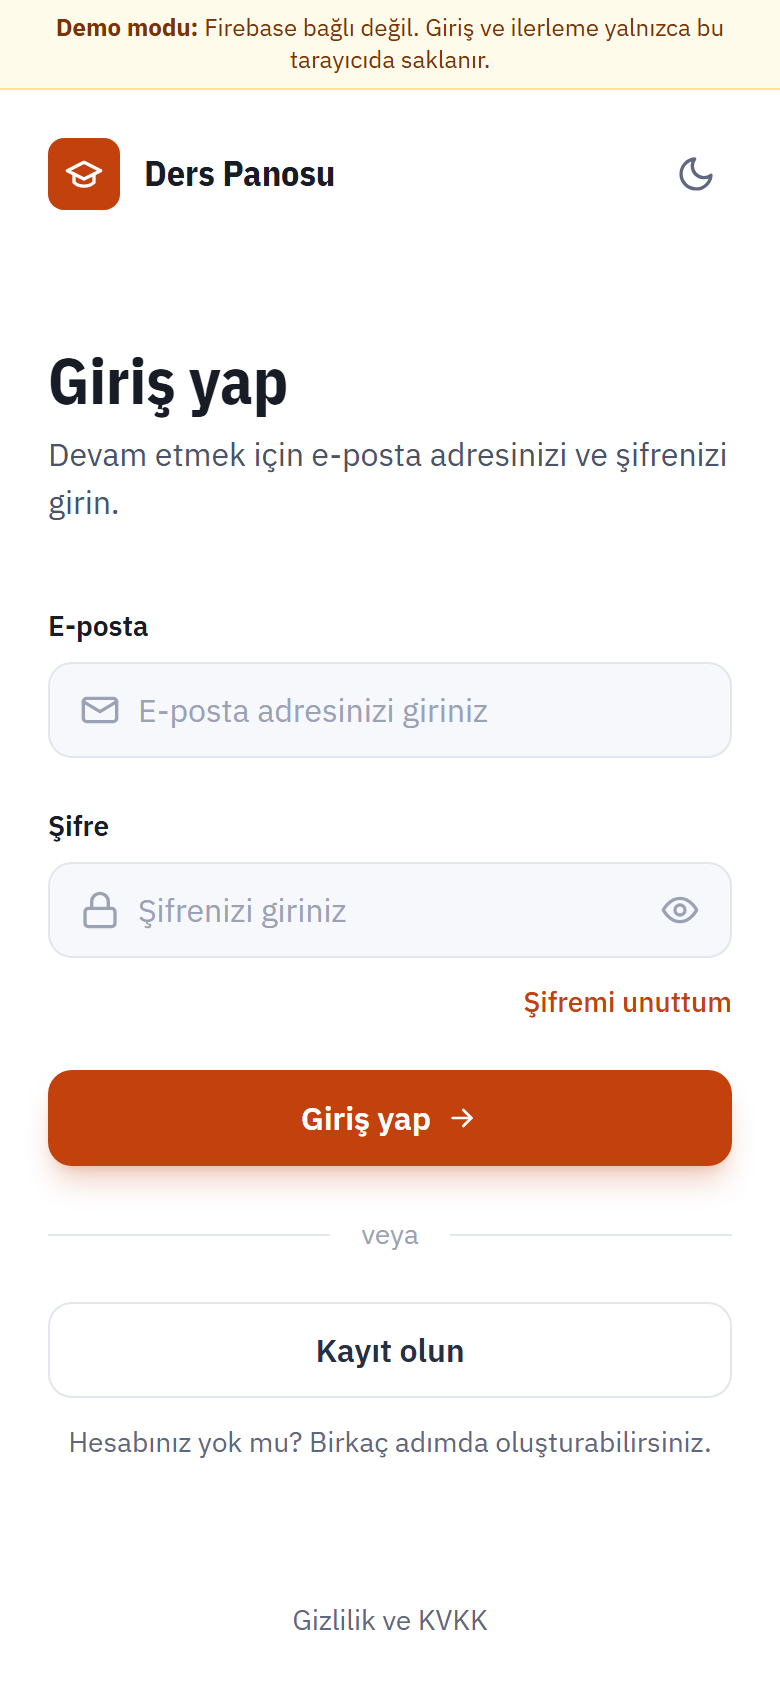 Demo modu: Firebase bağlı değil. Giriş ve ilerleme yalnızca bu
tarayıcıda saklanır.
Ders Panosu
Giriş yap
Devam etmek için e-posta adresinizi ve şifrenizi
girin.
E-posta
E-posta adresinizi giriniz
Şifre
Şifrenizi giriniz
Şifremi unuttum
Giriş yap →
veya
Kayıt olun
Hesabınız yok mu? Birkaç adımda oluşturabilirsiniz.
Gizlilik ve KVKK